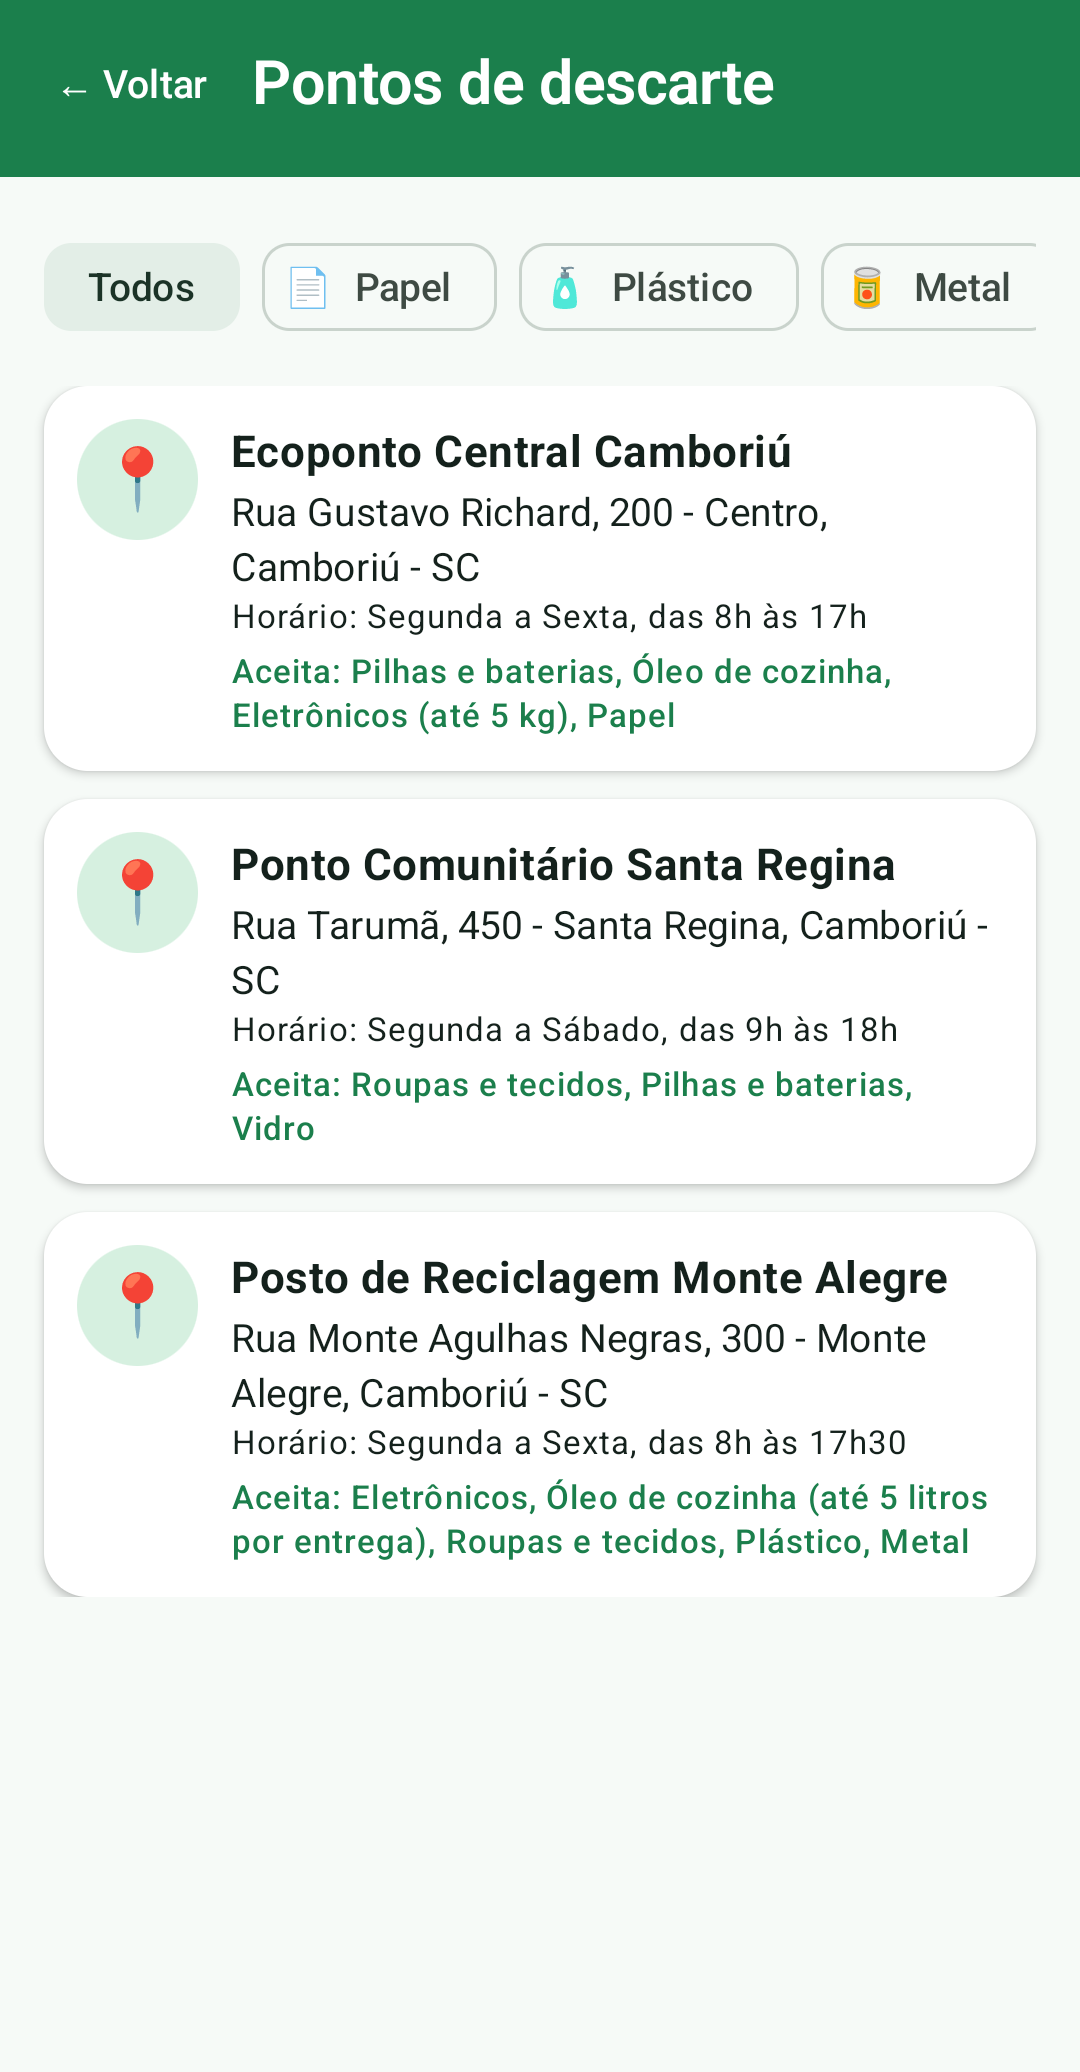 ← Voltar Pontos de descarte
Todos Papel Plástico Metal
Ecoponto Central Camboriú
Rua Gustavo Richard, 200 - Centro,
Camboriú - SC
Horário: Segunda a Sexta, das 8h às 17h
Aceita: Pilhas e baterias, Óleo de cozinha,
Eletrônicos (até 5 kg), Papel
Ponto Comunitário Santa Regina
Rua Tarumã, 450 - Santa Regina, Camboriú -
SC
Horário: Segunda a Sábado, das 9h às 18h
Aceita: Roupas e tecidos, Pilhas e baterias,
Vidro
Posto de Reciclagem Monte Alegre
Rua Monte Agulhas Negras, 300 - Monte
Alegre, Camboriú - SC
Horário: Segunda a Sexta, das 8h às 17h30
Aceita: Eletrônicos, Óleo de cozinha (até 5 litros
por entrega), Roupas e tecidos, Plástico, Metal